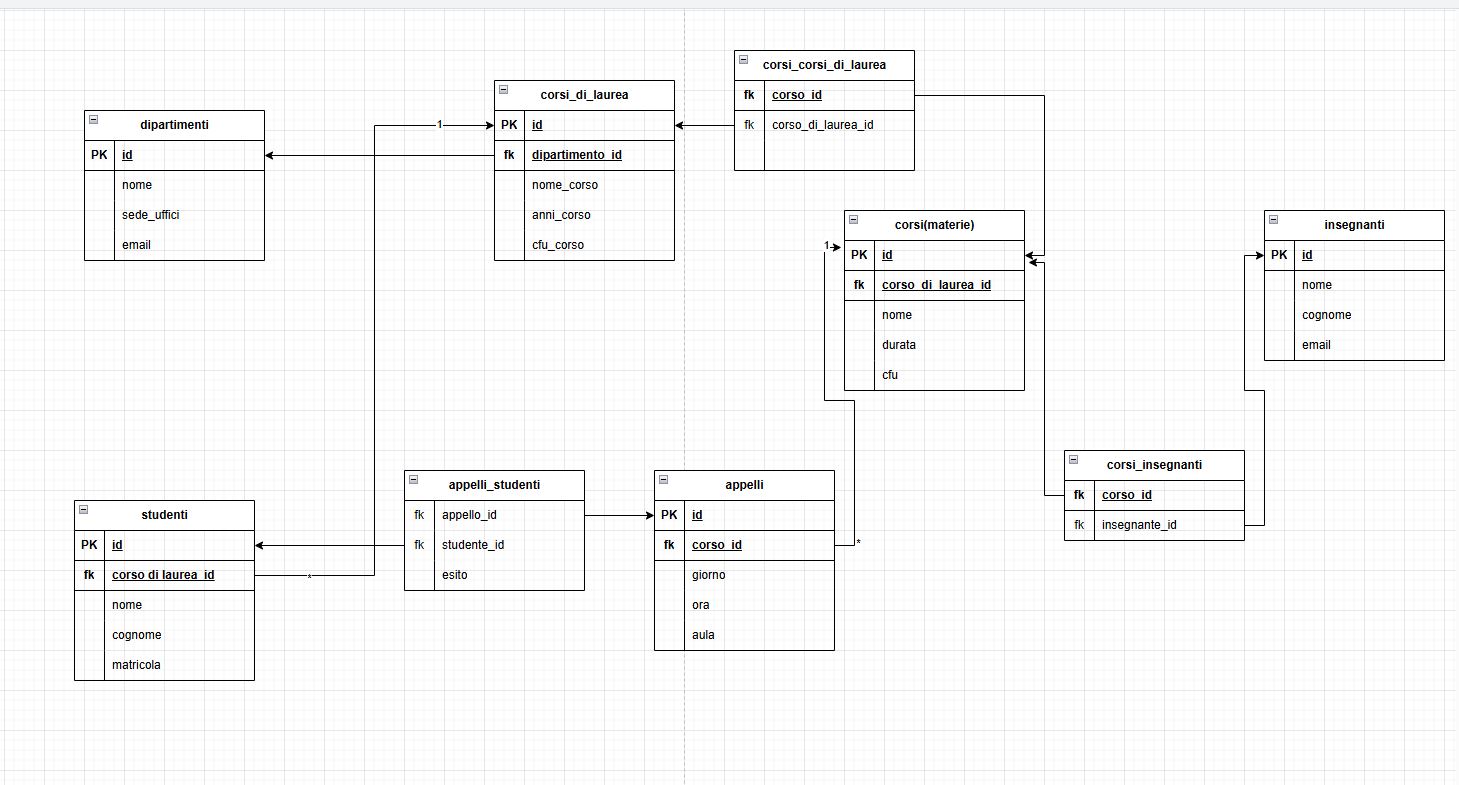 corsi_corsi_di_laurea
fk corso_id
fk corso_di_laurea_id
corsi_di_laurea
PK id
fk dipartimento_id
nome_corso
anni_corso
cfu_corso
dipartimenti
PK id
nome
sede_uffici
email
1
corsi(materie)
PK id
fk corso_di_laurea_id
nome
durata
cfu
1
insegnanti
PK id
nome
cognome
email
corsi_insegnanti
fk corso_id
fk insegnante_id
appelli_studenti
fk appello_id
fk studente_id
esito
appelli
PK id
fk corso_id
giorno
ora
aula
*
studenti
PK id
fk corso di laurea_id
nome
cognome
matricola
*